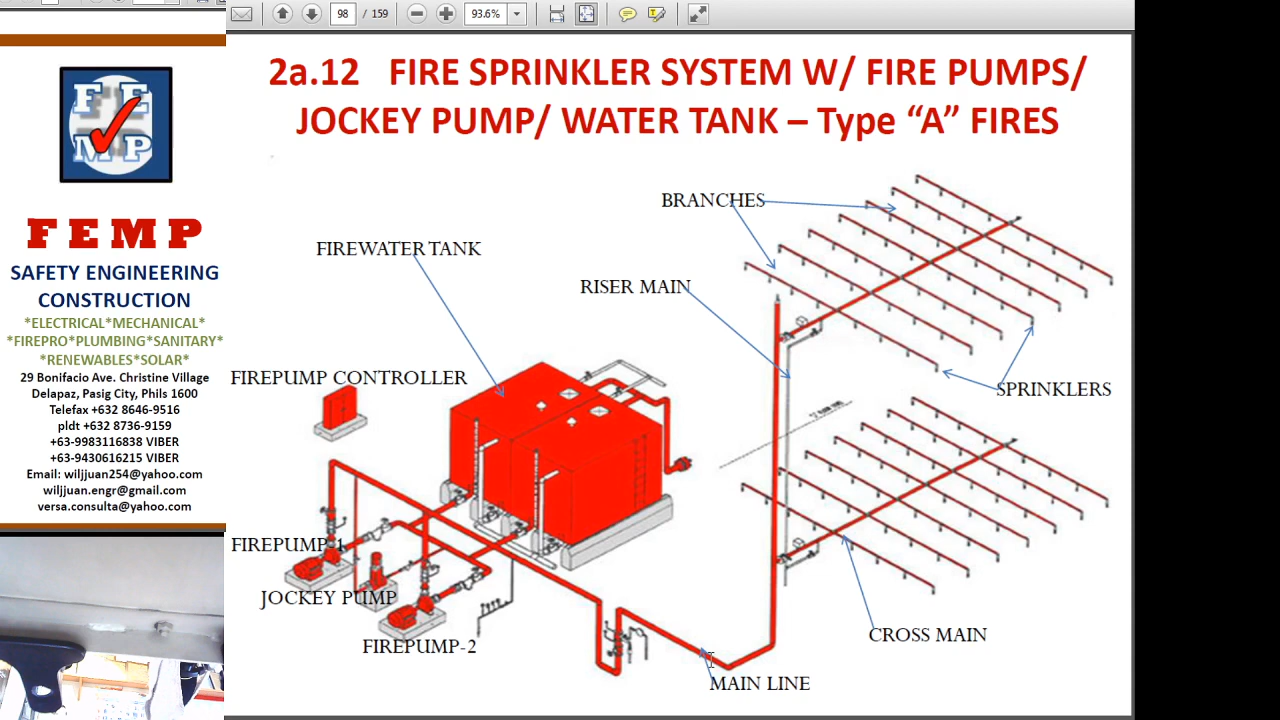 98 / 159
93.6%
2a.12 FIRE SPRINKLER SYSTEM W/ FIRE PUMPS/
JOCKEY PUMP/ WATER TANK – Type “A” FIRES
F E
M P
FEMP
SAFETY ENGINEERING
CONSTRUCTION
*ELECTRICAL*MECHANICAL*
*FIREPRO*PLUMBING*SANITARY*
*RENEWABLES*SOLAR*
29 Bonifacio Ave. Christine Village
Delapaz, Pasig City, Phils 1600
Telefax +632 8646-9516
pldt +632 8736-9159
+63-9983116838 VIBER
+63-9430616215 VIBER
Email: wiljjuan254@yahoo.com
wiljjuan.engr@gmail.com
versa.consulta@yahoo.com
BRANCHES
FIREWATER TANK
RISER MAIN
FIREPUMP CONTROLLER
SPRINKLERS
FIREPUMP-1
JOCKEY PUMP
FIREPUMP-2
CROSS MAIN
MAIN LINE